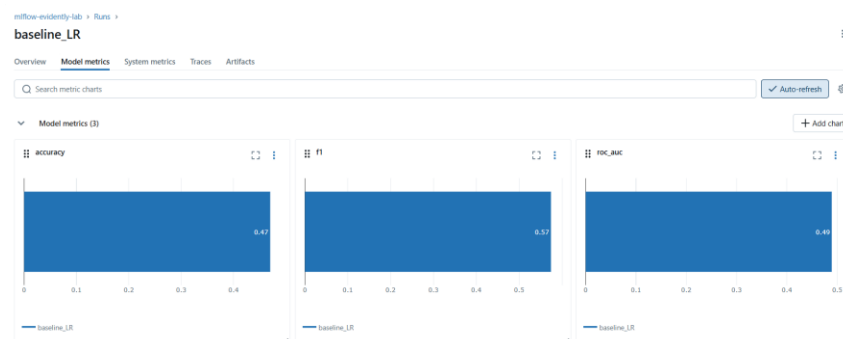 mlflow-evidently-lab > Runs >
baseline_LR
Overview Model metrics System metrics Traces Artifacts
Search metric charts
Auto-refresh
Model metrics (3)
+ Add chart
accuracy
0.47
0 0.1 0.2 0.3 0.4
baseline_LR
f1
0.57
0 0.1 0.2 0.3 0.4 0.5
baseline_LR
roc_auc
0.49
0 0.1 0.2 0.3 0.4 0.5
baseline_LR